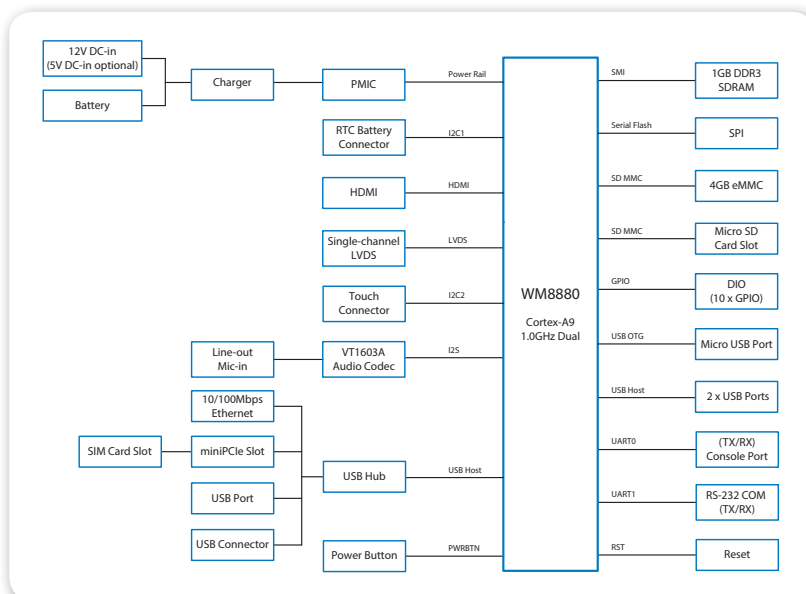 12V DC-in
(5V DC-in optional)
Battery
Charger
PMIC
Power Rail
RTC Battery
Connector
I2C1
HDMI
HDMI
Single-channel
LVDS
LVDS
Touch
Connector
I2C2
Line-out
Mic-in
VT1603A
Audio Codec
I2S
10/100Mbps
Ethernet
SIM Card Slot
miniPCIe Slot
USB Port
USB Connector
USB Hub
USB Host
Power Button
PWRBTN
WM8880
Cortex-A9
1.0GHz Dual
SMI
1GB DDR3
SDRAM
Serial Flash
SPI
SD MMC
4GB eMMC
SD MMC
Micro SD
Card Slot
GPIO
DIO
(10 x GPIO)
USB OTG
Micro USB Port
USB Host
2 x USB Ports
UART0
(TX/RX)
Console Port
UART1
RS-232 COM
(TX/RX)
RST
Reset